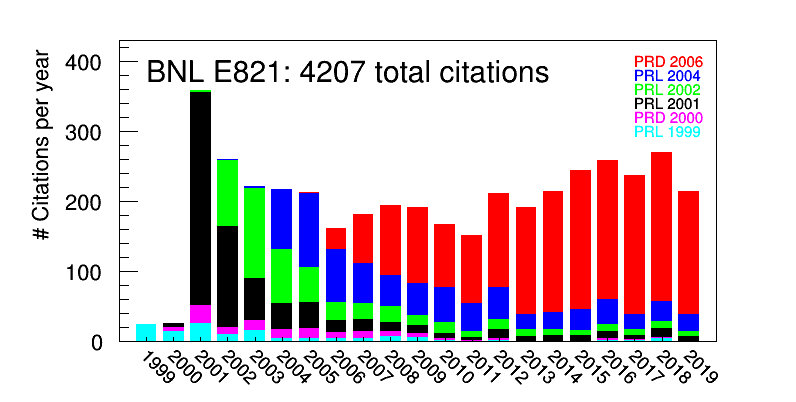 BNL E821: 4207 total citations
PRD 2006
PRL 2004
PRL 2002
PRL 2001
PRD 2000
PRL 1999
# Citations per year
400
300
200
100
0
1999 2000 2001 2002 2003 2004 2005 2006 2007 2008 2009 2010 2011 2012 2013 2014 2015 2016 2017 2018 2019